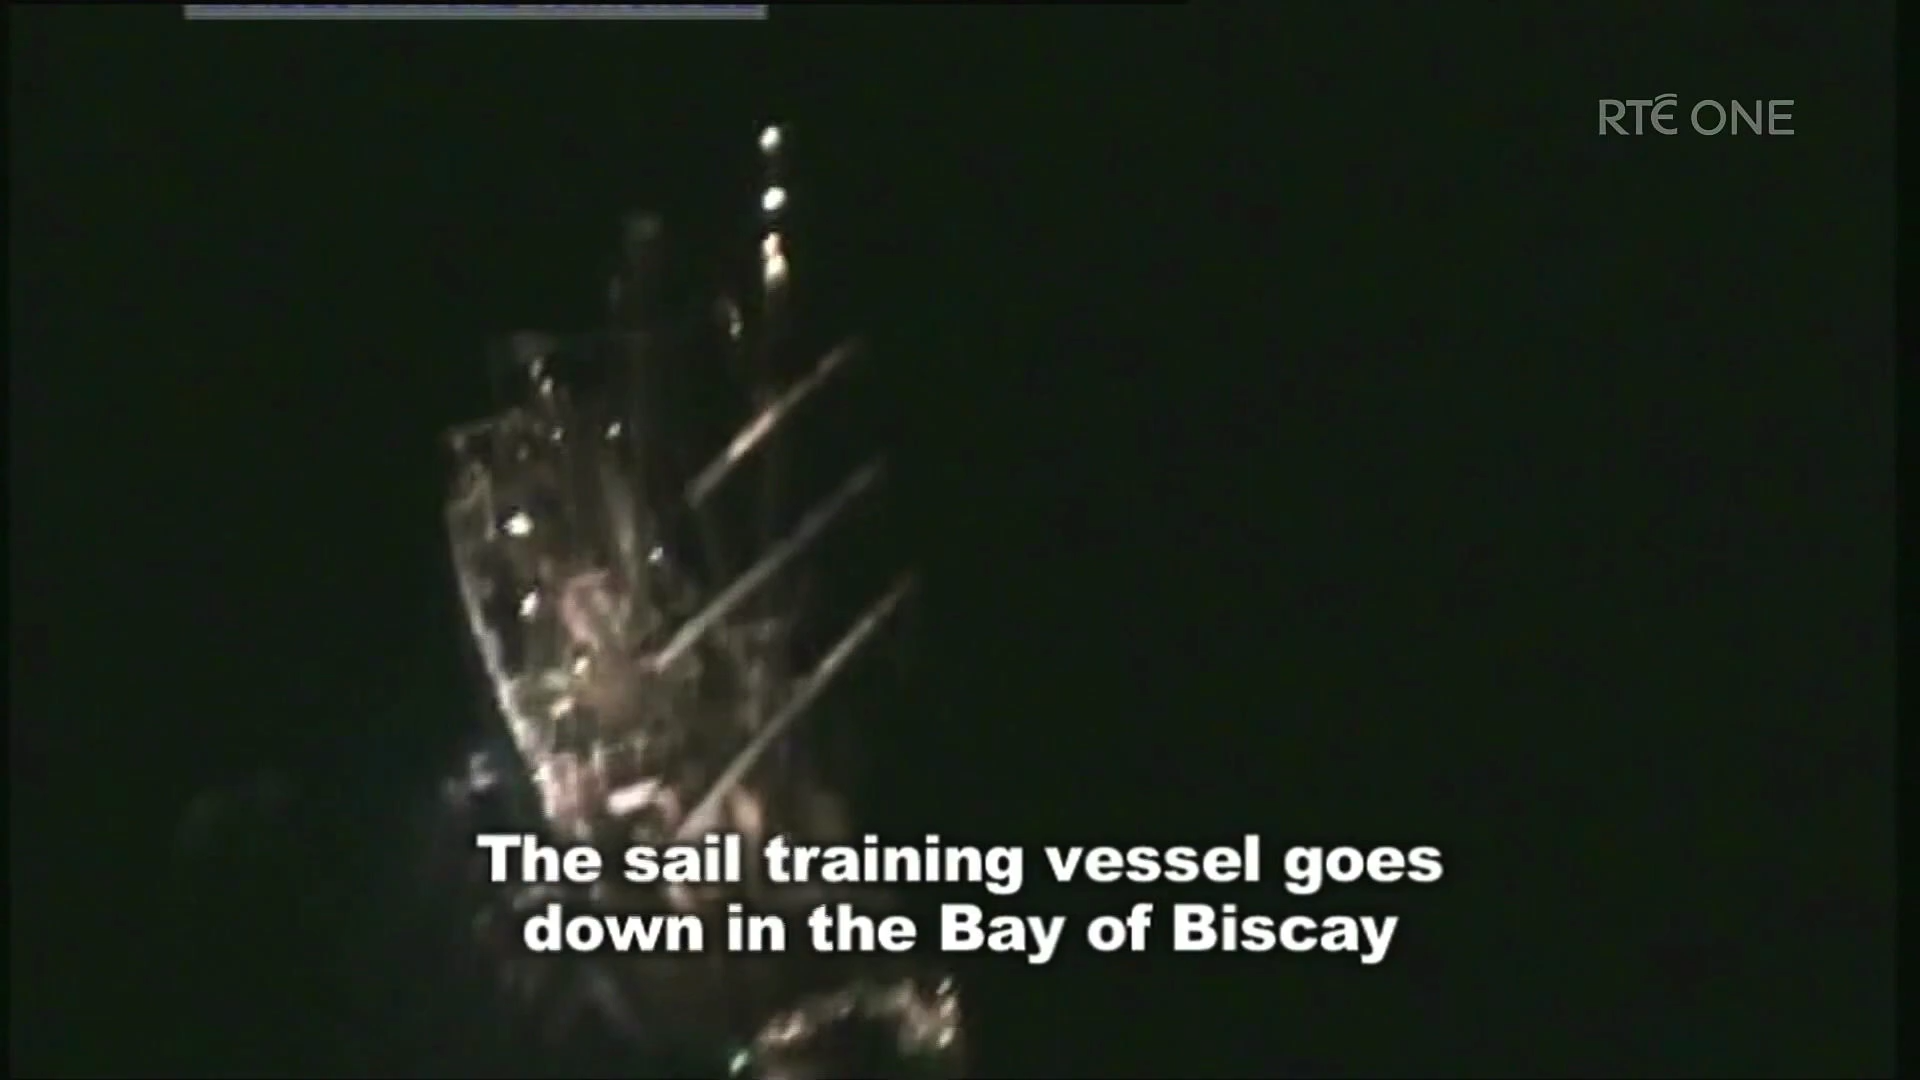 RTÉ ONE
The sail training vessel goes
down in the Bay of Biscay